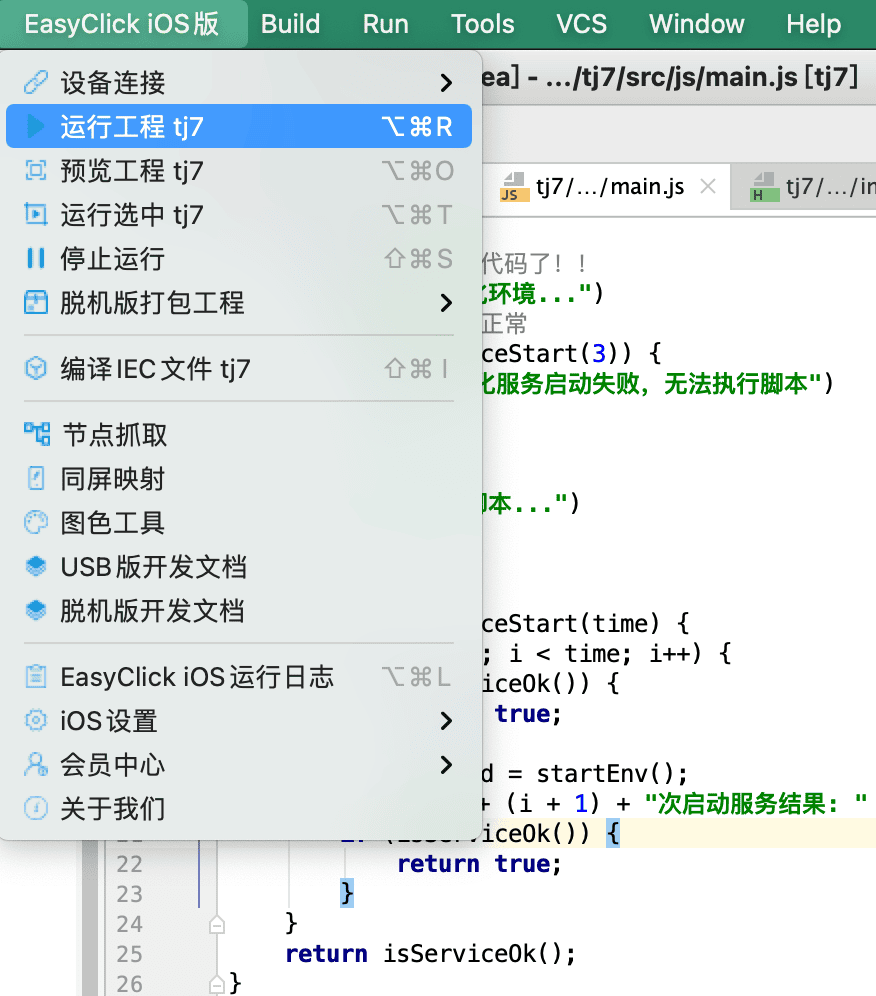 EasyClick iOS版 Build Run Tools VCS Window Help
设备连接
运行工程 tj7 ⌥⌘R
预览工程 tj7 ⌥⌘O
运行选中 tj7 ⌥⌘T
停止运行 ⇧⌘S
脱机版打包工程
编译IEC文件 tj7 ⇧⌘I
节点抓取
同屏映射
图色工具
USB版开发文档
脱机版开发文档
EasyClick iOS运行日志 ⌥⌘L
iOS设置
会员中心
关于我们
ea] - .../tj7/src/js/main.js [tj7]
JS tj7/.../main.js H tj7/.../in
代码了！！
化环境...")
正常
ceStart(3)) {
化服务启动失败，无法执行脚本")
脚本...")
ceStart(time) {
; i < time; i++) {
iceOk()) {
true;
d = startEnv();
+ (i + 1) + "次启动服务结果: "
(isServiceOk()) {
22 return true;
23 }
24 }
25 return isServiceOk();
26 }